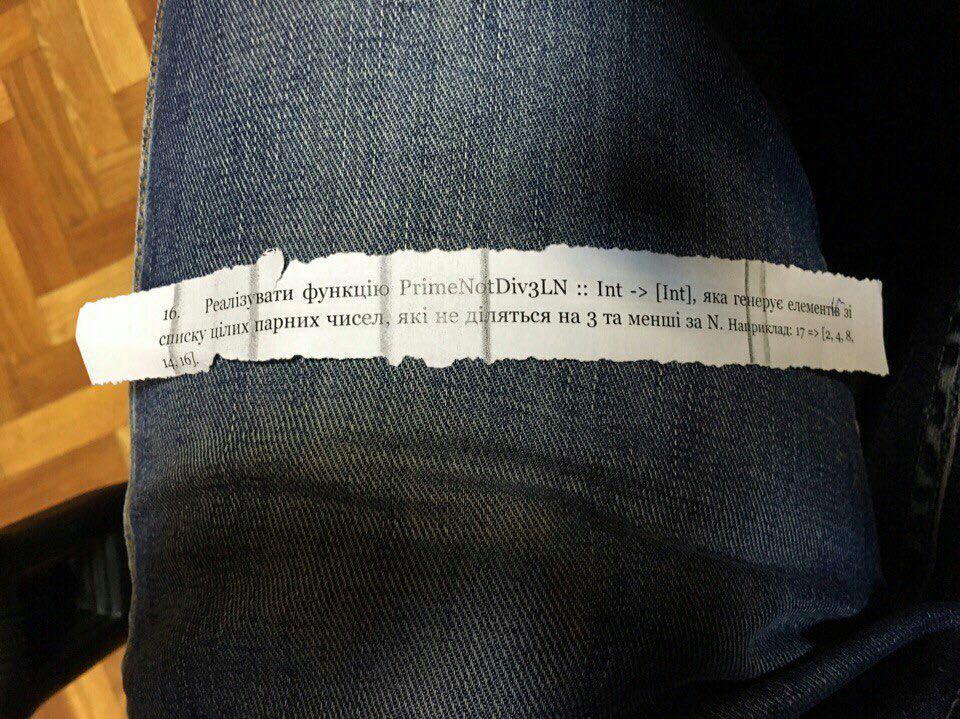 16. Реалізувати функцію PrimeNotDiv3LN :: Int -> [Int], яка генерує елементів зі
списку цілих парних чисел, які не діляться на 3 та менші за N. Наприклад: 17 => [2, 4, 8,
14, 16].